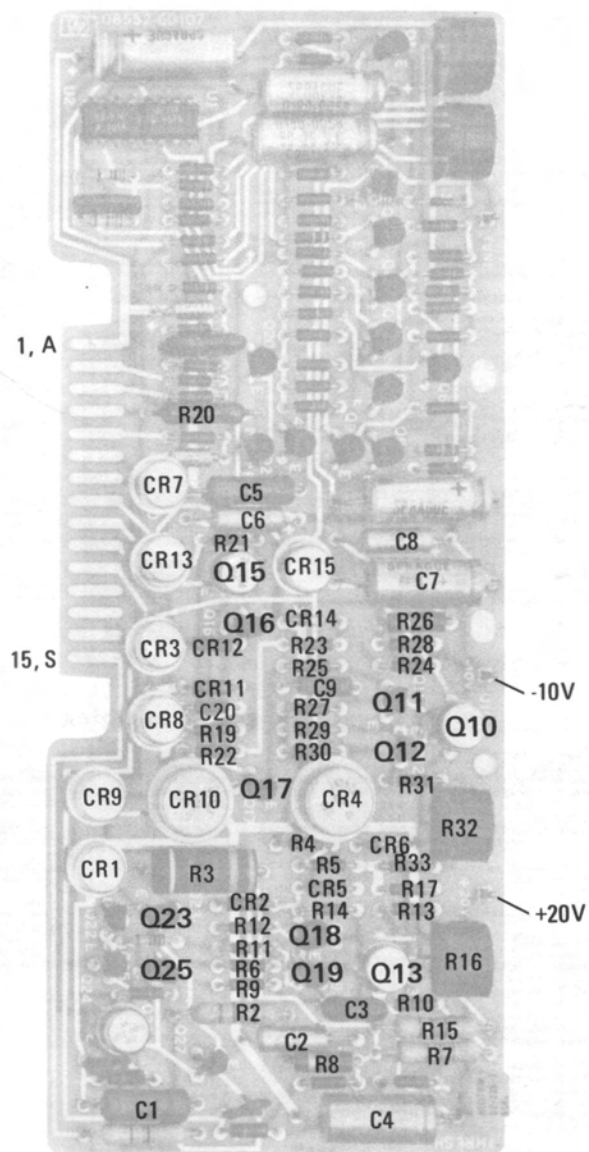 08552-60107
SPRAGUE
1, A
R20
CR7
C5
C6
R21
C8
CR13
Q15
CR15
C7
Q16
CR14
R26
CR3
CR12
R23
R28
15, S
R25
R24
CR11
C9
-10V
C20
R27
Q11
CR8
R19
R29
Q10
R22
R30
Q12
CR9
CR10
Q17
CR4
R31
R32
R4
CR6
CR1
R3
R5
R33
CR2
CR5
R17
R14
R13
+20V
Q23
R12
Q18
R11
Q25
R6
Q19
Q13
R16
R9
R2
C3
R10
C2
R15
R8
R7
C1
C4